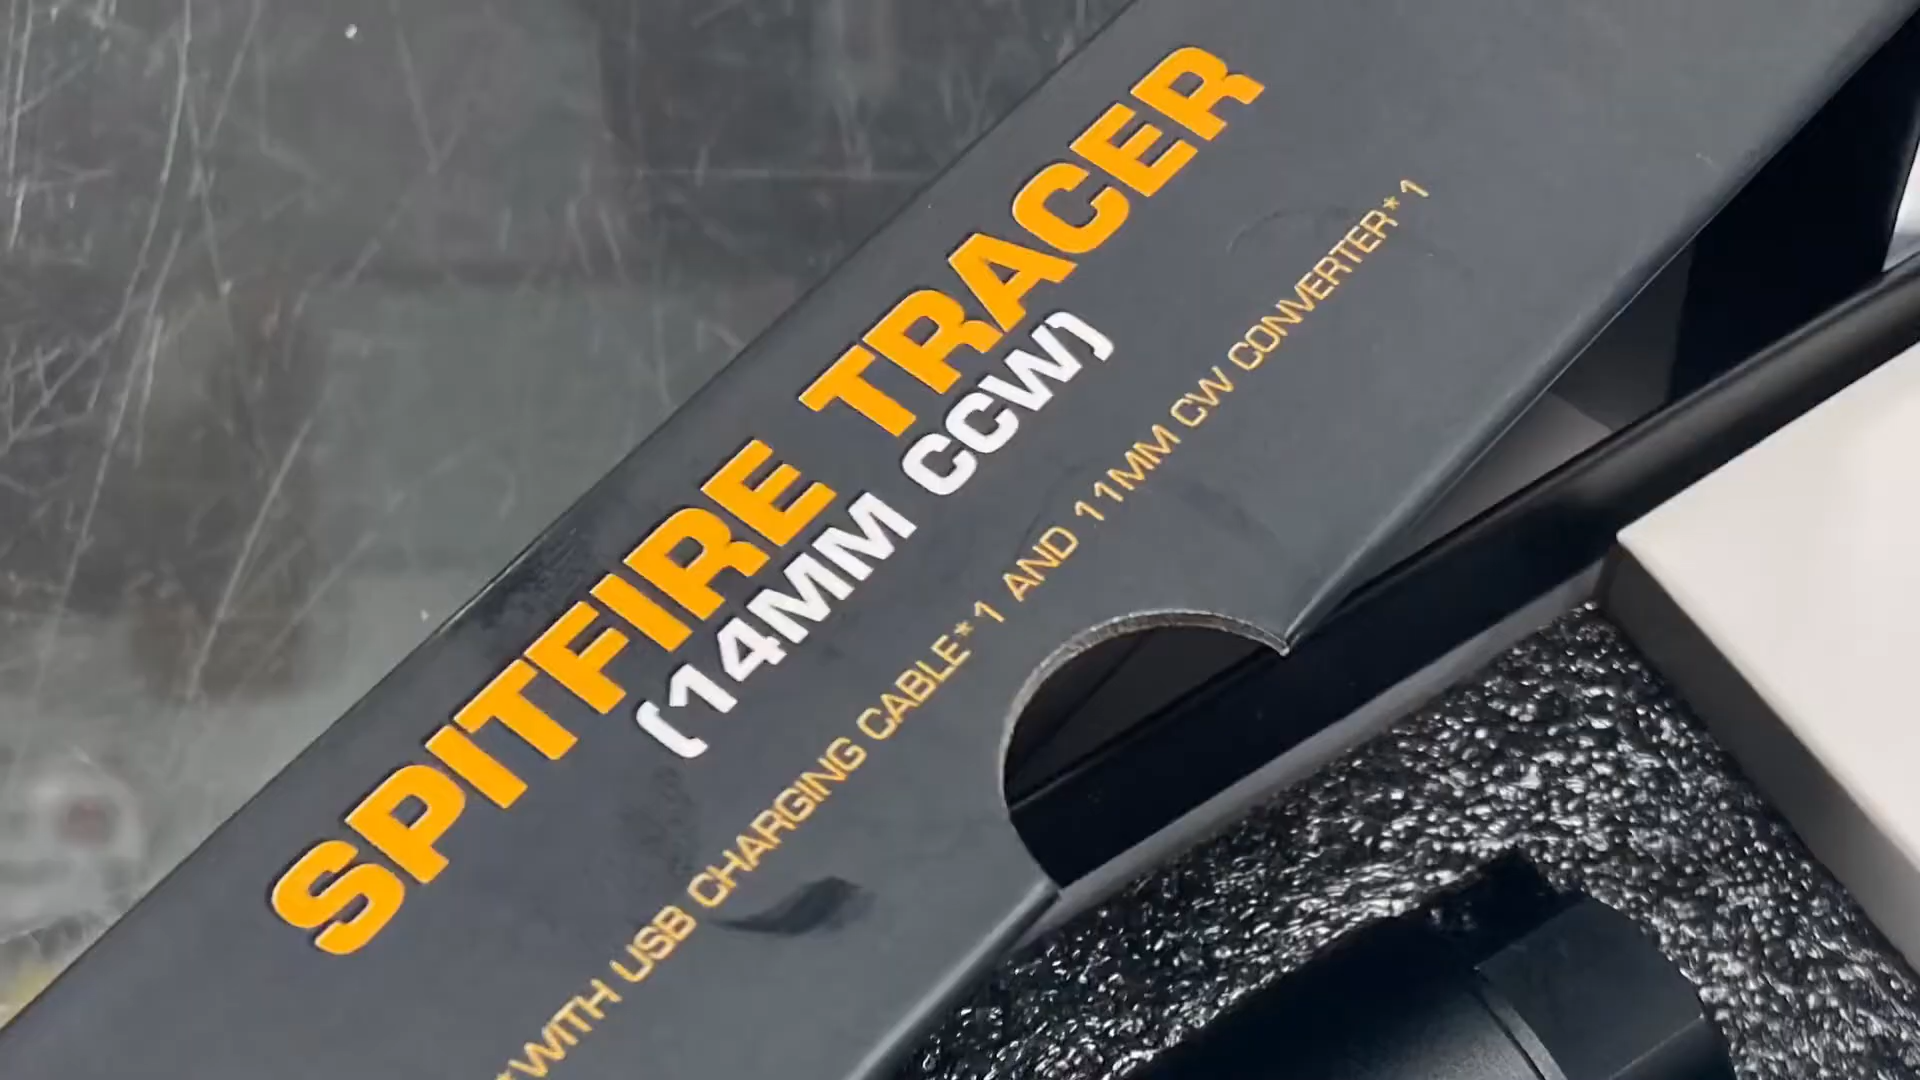 SPITFIRE TRACER
(14MM CCW)
*WITH USB CHARGING CABLE*1 AND 11MM CW CONVERTER*1